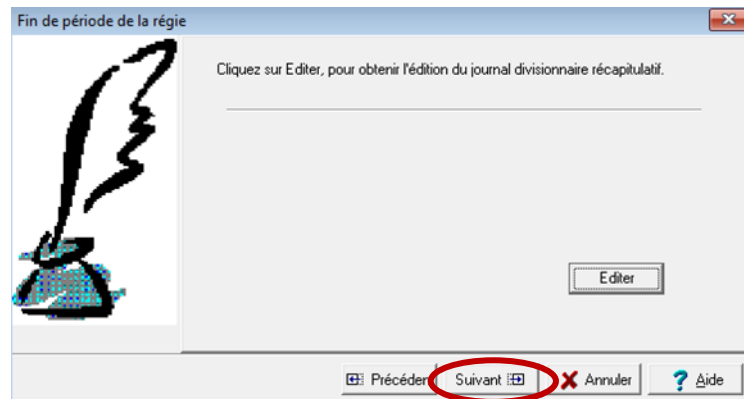 Fin de période de la régie
Cliquez sur Editer, pour obtenir l'édition du journal divisionnaire récapitulatif.
Editer
Précéden Suivant Annuler ? Aide